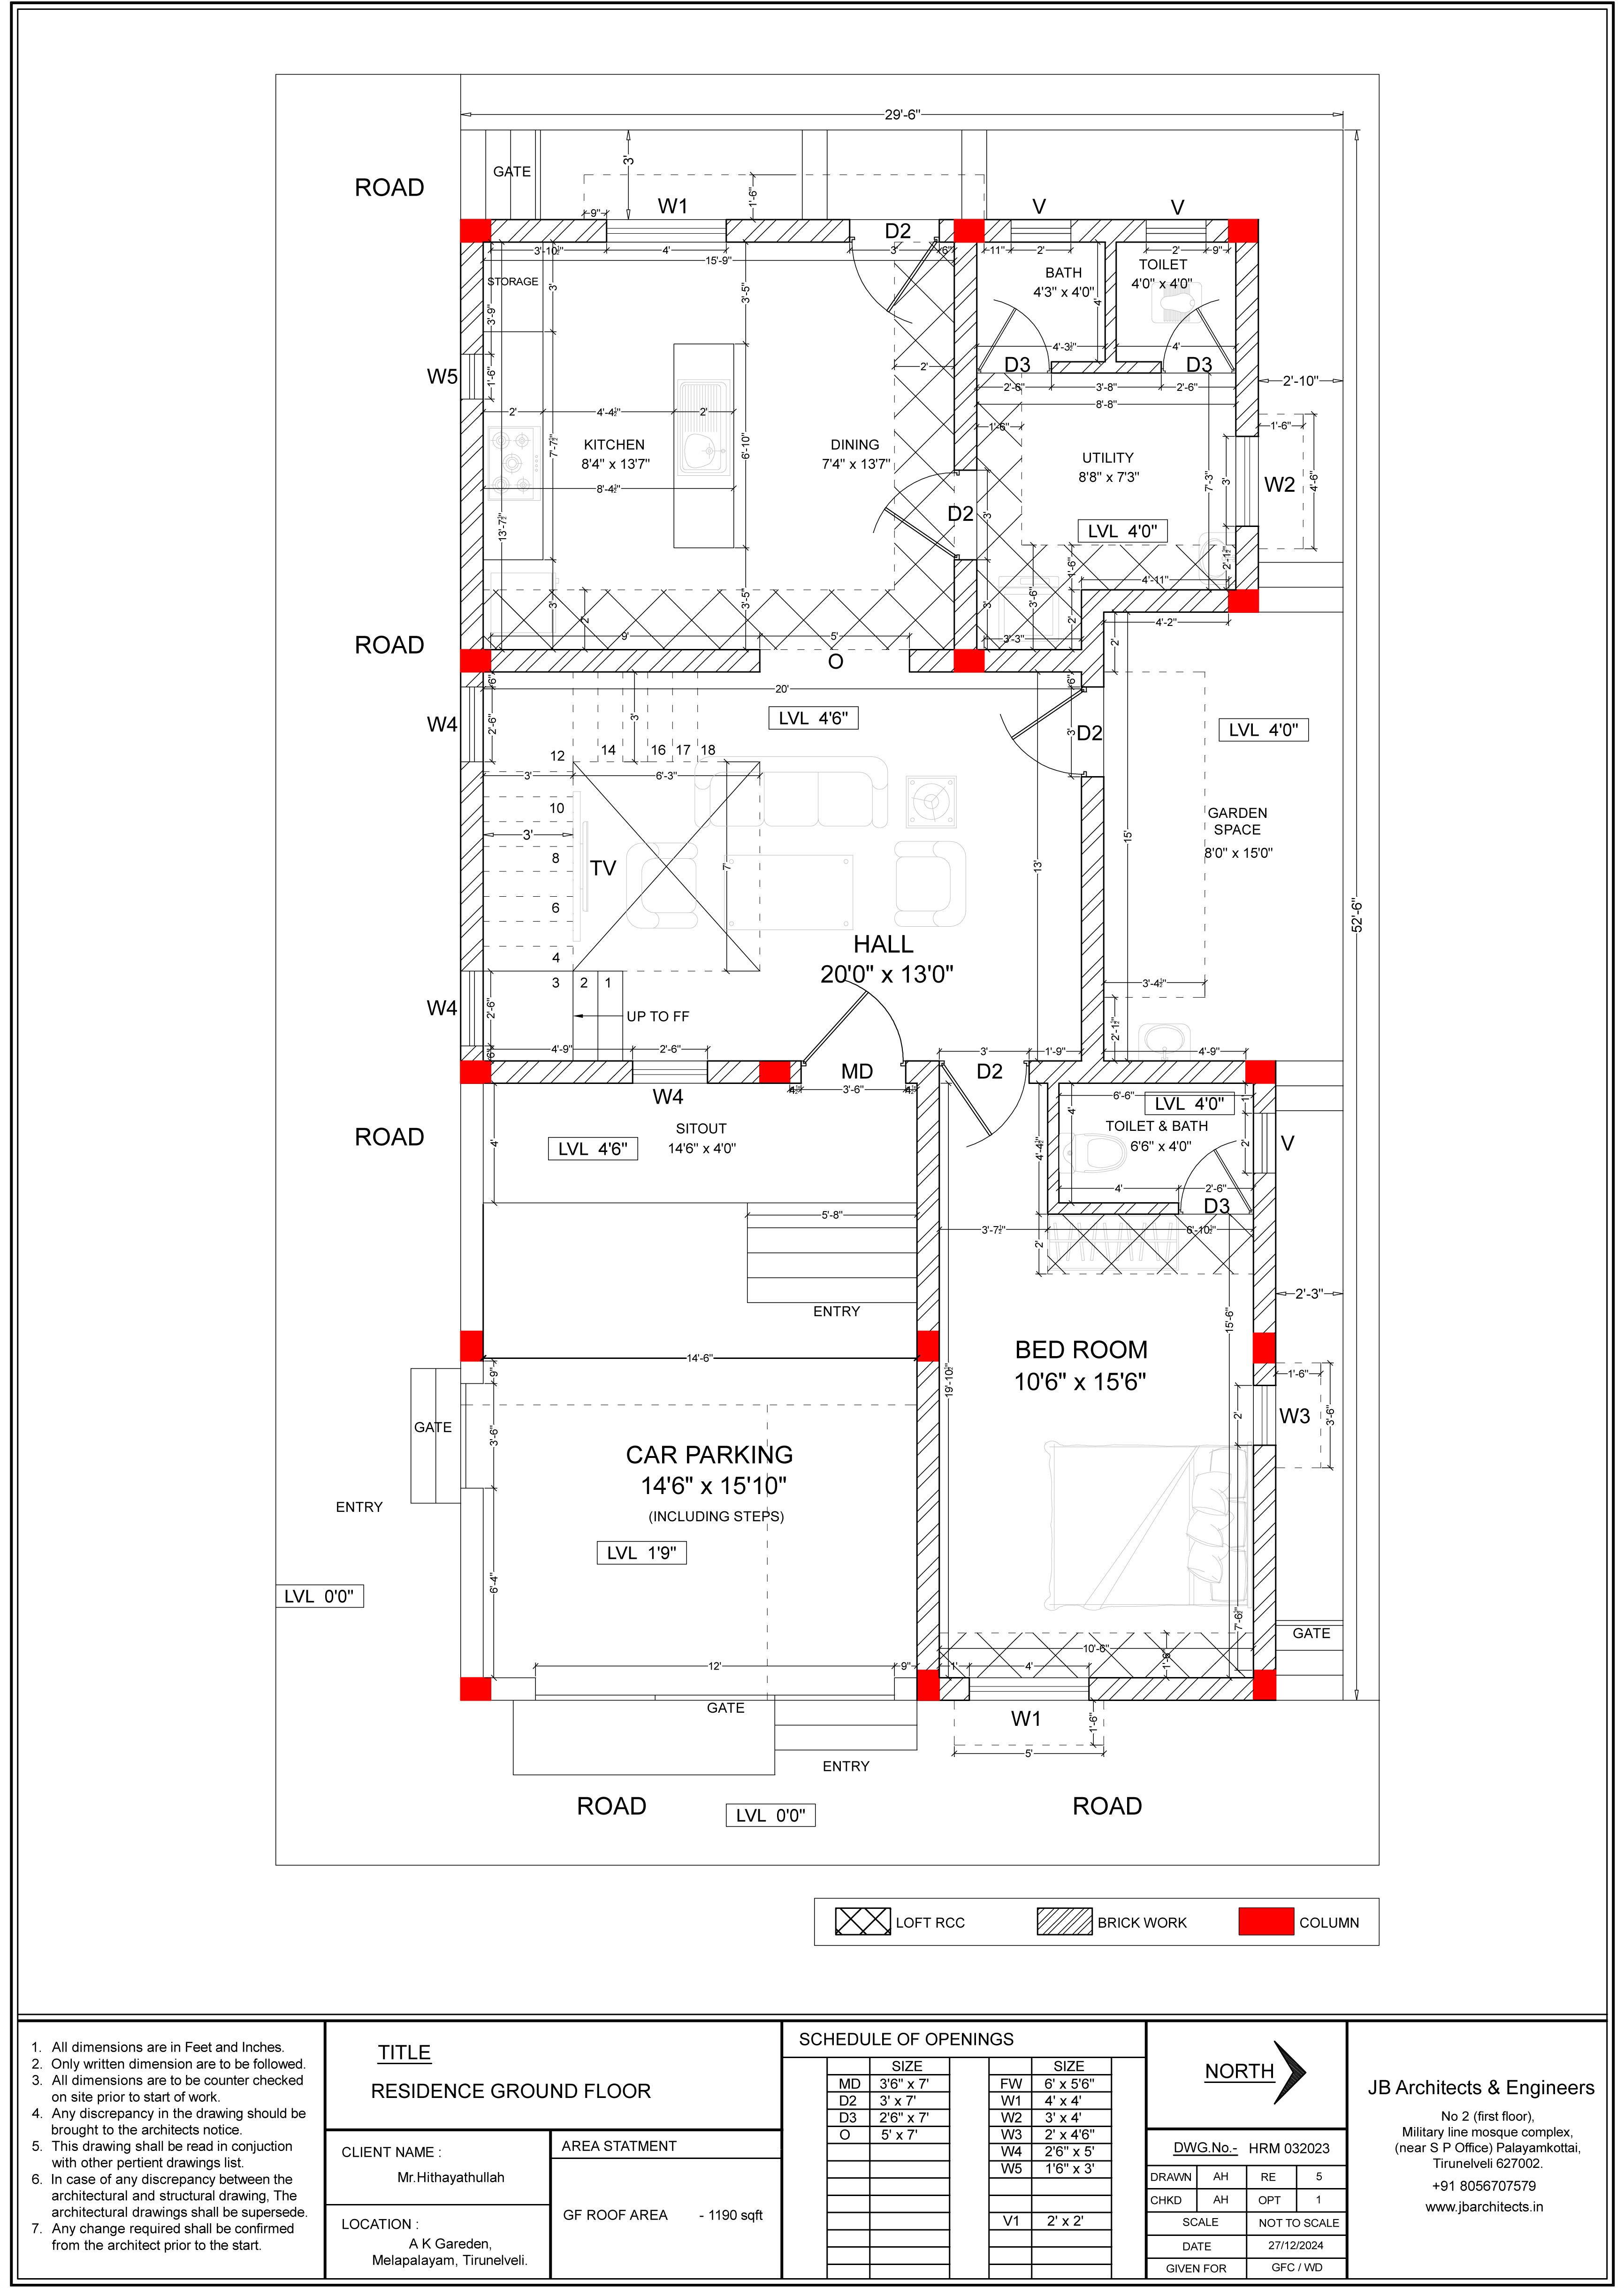 29'-6"
GATE
3'
ROAD
1'-6"
9"
W1
V
V
D2
3'-10½"
4'
3'
6"
11"
2'
2'
9"
15'-9"
STORAGE
BATH
4'3" x 4'0"
TOILET
4'0" x 4'0"
3'
3'-5"
3'-9"
4'
4'-3½"
4'
W5
1'-6"
2'
D3
D3
2'-10"
2'-6"
3'-8"
2'-6"
8'-8"
2'
4'-4½"
2'
1'-6"
1'-6"
KITCHEN
8'4" x 13'7"
DINING
7'4" x 13'7"
UTILITY
8'8" x 7'3"
7'-7½"
6'-10"
8'-4½"
7'-3"
3'
W2
4'-6"
D2
3'
13'-7½"
LVL 4'0"
2'-1½"
1'-6"
4'-11"
3'
2'
3'-5"
3'
3'-6"
2'
4'-2"
9'
5'
3'-3"
2'
ROAD
O
6"
20'
6"
W4
2'-6"
3'
LVL 4'6"
3'
D2
LVL 4'0"
12
14
16
17
18
3'
6'-3"
10
GARDEN
SPACE
8'0" x 15'0"
3'
15'
8
TV
7'
13'
6
52'-6"
HALL
20'0" x 13'0"
4
3
2
1
3'-4½"
W4
2'-6"
UP TO FF
2'-1½"
6"
4'-9"
2'-6"
3'
1'-9"
4'-9"
MD
D2
W4
4½"
3'-6"
4½"
6'-6"
LVL 4'0"
1'
ROAD
4'
LVL 4'6"
SITOUT
14'6" x 4'0"
4'
TOILET & BATH
6'6" x 4'0"
2'
V
4'-4½"
4'
2'-6"
D3
5'-8"
3'-7½"
6'-10½"
2'
ENTRY
2'-3"
15'-6"
BED ROOM
10'6" x 15'6"
14'-6"
9"
19'-10½"
1'-6"
GATE
3'-6"
2'
W3
3'-6"
CAR PARKING
14'6" x 15'10"
(INCLUDING STEPS)
ENTRY
LVL 1'9"
6'-4"
LVL 0'0"
7'-6½"
GATE
10'-6"
1'-6"
12'
9"
1'
4'
GATE
W1
1'-6"
5'
ENTRY
ROAD
LVL 0'0"
ROAD
LOFT RCC
BRICK WORK
COLUMN
1. All dimensions are in Feet and Inches.
2. Only written dimension are to be followed.
3. All dimensions are to be counter checked
on site prior to start of work.
4. Any discrepancy in the drawing should be
brought to the architects notice.
5. This drawing shall be read in conjuction
with other pertient drawings list.
6. In case of any discrepancy between the
architectural and structural drawing, The
architectural drawings shall be supersede.
7. Any change required shall be confirmed
from the architect prior to the start.
TITLE
RESIDENCE GROUND FLOOR
CLIENT NAME :
Mr.Hithayathullah
LOCATION :
A K Gareden,
Melapalayam, Tirunelveli.
AREA STATMENT
GF ROOF AREA - 1190 sqft
SCHEDULE OF OPENINGS
SIZE
MD 3'6" x 7'
D2 3' x 7'
D3 2'6" x 7'
O 5' x 7'
SIZE
FW 6' x 5'6"
W1 4' x 4'
W2 3' x 4'
W3 2' x 4'6"
W4 2'6" x 5'
W5 1'6" x 3'
V1 2' x 2'
NORTH
DWG.No.- HRM 032023
DRAWN AH RE 5
CHKD AH OPT 1
SCALE NOT TO SCALE
DATE 27/12/2024
GIVEN FOR GFC / WD
JB Architects & Engineers
No 2 (first floor),
Military line mosque complex,
(near S P Office) Palayamkottai,
Tirunelveli 627002.
+91 8056707579
www.jbarchitects.in